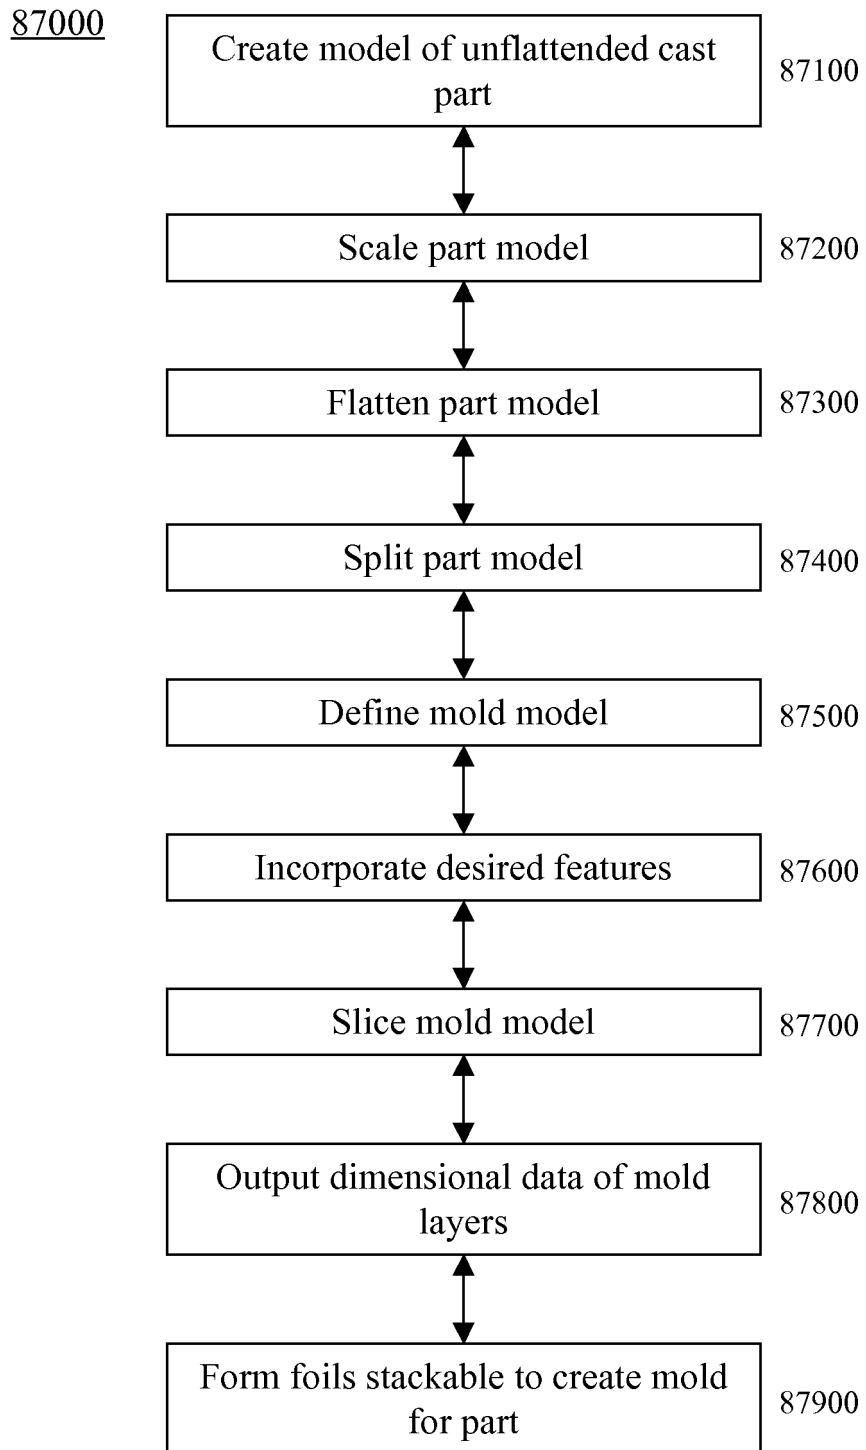 87000
Create model of unflattended cast
part
87100
Scale part model
87200
Flatten part model
87300
Split part model
87400
Define mold model
87500
Incorporate desired features
87600
Slice mold model
87700
Output dimensional data of mold
layers
87800
Form foils stackable to create mold
for part
87900